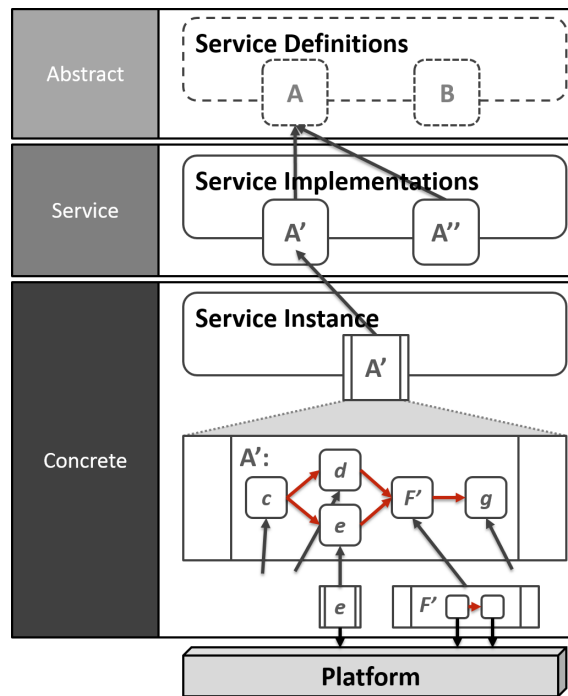 Abstract
Service Definitions
A
B
Service
Service Implementations
A'
A''
Concrete
Service Instance
A'
A':
c
d
e
F'
g
e
F'
Platform